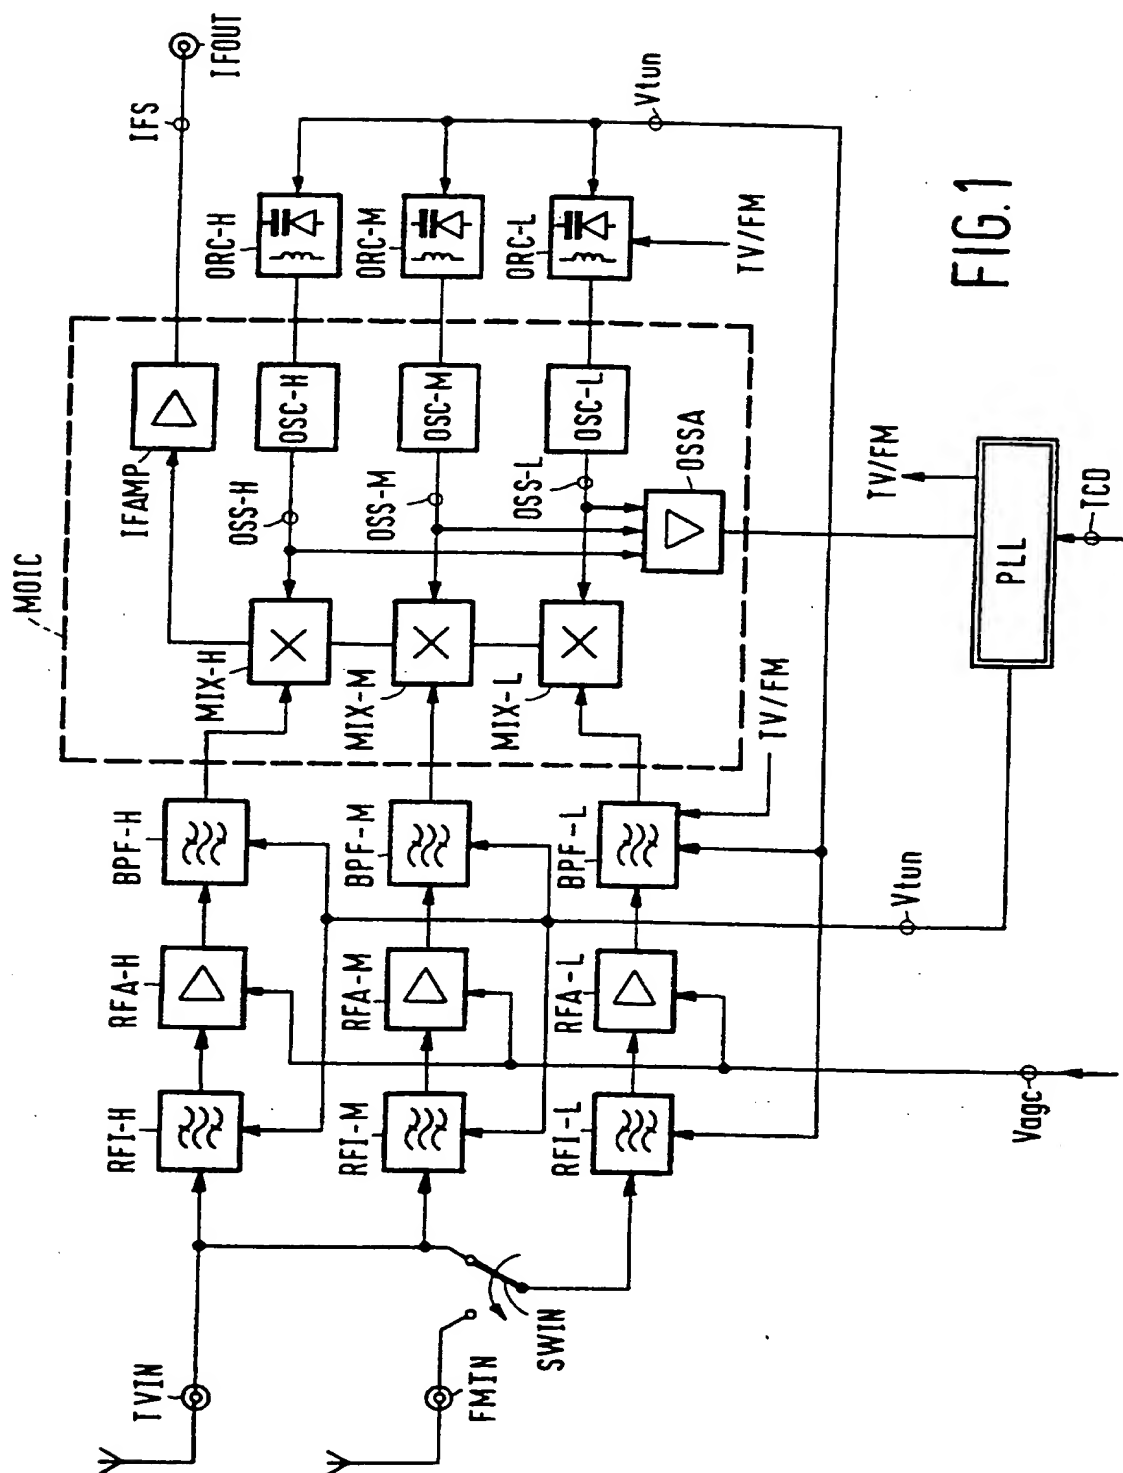 TVIN
FMIN
SWIN
RFI-H
RFI-M
RFI-L
Vagc
RFA-H
RFA-M
RFA-L
BPF-H
BPF-M
BPF-L
Vtun
TV/FM
MOIC
MIX-H
MIX-M
MIX-L
IFAMP
OSS-H
OSS-M
OSS-L
OSSA
OSC-H
OSC-M
OSC-L
PLL
TCD
TV/FM
ORC-H
ORC-M
ORC-L
TV/FM
IFS
IFOUT
Vtun
FIG.1